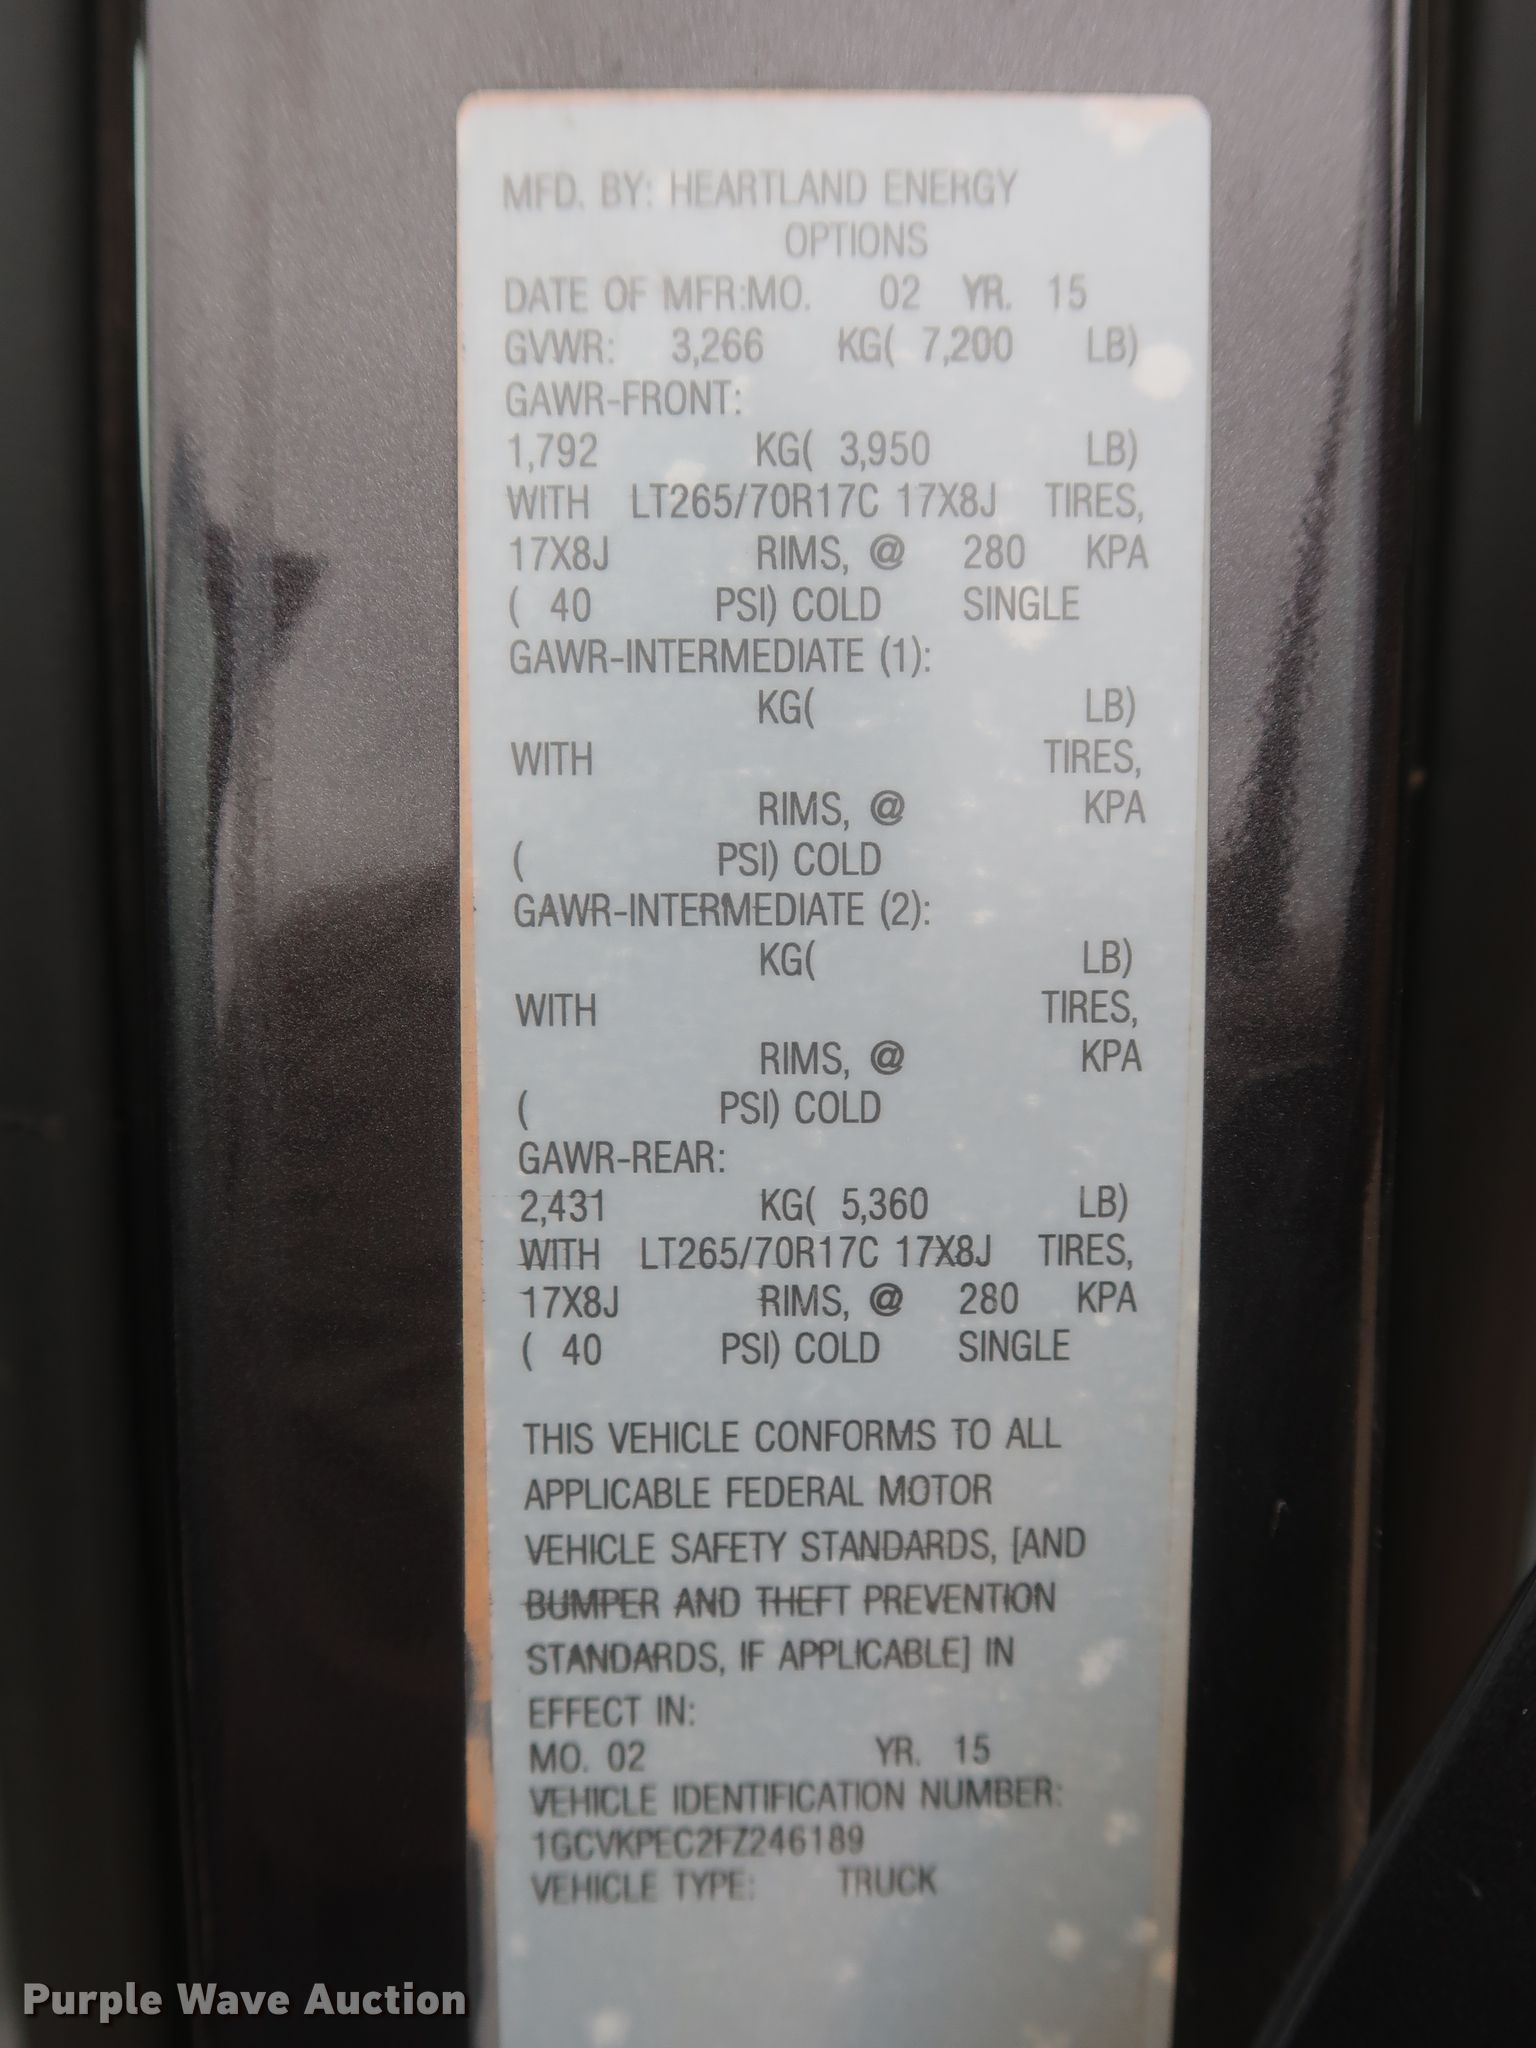 MFD. BY: HEARTLAND ENERGY
OPTIONS
DATE OF MFR:MO. 02 YR. 15
GVWR: 3,266 KG( 7,200 LB)
GAWR-FRONT:
1,792 KG( 3,950 LB)
WITH LT265/70R17C 17X8J TIRES,
17X8J RIMS, @ 280 KPA
( 40 PSI) COLD SINGLE
GAWR-INTERMEDIATE (1):
KG( LB)
WITH TIRES,
RIMS, @ KPA
( PSI) COLD
GAWR-INTERMEDIATE (2):
KG( LB)
WITH TIRES,
RIMS, @ KPA
( PSI) COLD
GAWR-REAR:
2,431 KG( 5,360 LB)
WITH LT265/70R17C 17X8J TIRES,
17X8J RIMS, @ 280 KPA
( 40 PSI) COLD SINGLE
THIS VEHICLE CONFORMS TO ALL
APPLICABLE FEDERAL MOTOR
VEHICLE SAFETY STANDARDS, [AND
BUMPER AND THEFT PREVENTION
STANDARDS, IF APPLICABLE] IN
EFFECT IN:
MO. 02 YR. 15
VEHICLE IDENTIFICATION NUMBER:
1GCVKPEC2FZ246189
VEHICLE TYPE: TRUCK
Purple Wave Auction